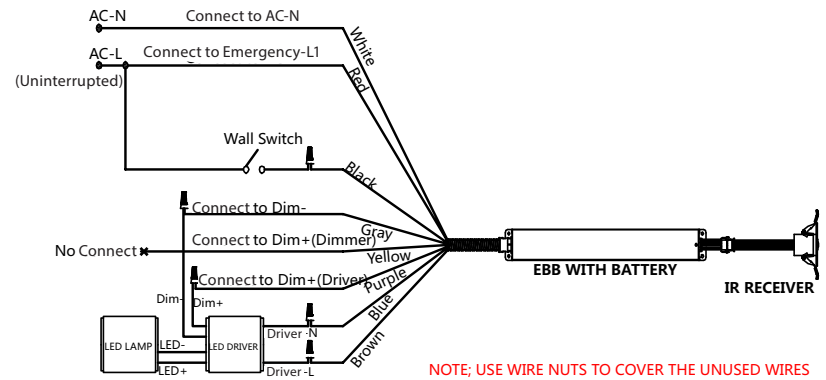 AC-N
Connect to AC-N
White
AC-L
Connect to Emergency-L1
(Uninterrupted)
Red
Wall Switch
Black
Connect to Dim-
Gray
No Connect
Connect to Dim+(Dimmer)
Yellow
Connect to Dim+(Driver)
Purple
EBB WITH BATTERY
IR RECEIVER
Dim-
Dim+
Blue
Driver -N
LED LAMP
LED-
LED DRIVER
Brown
LED+
Driver -L
NOTE; USE WIRE NUTS TO COVER THE UNUSED WIRES